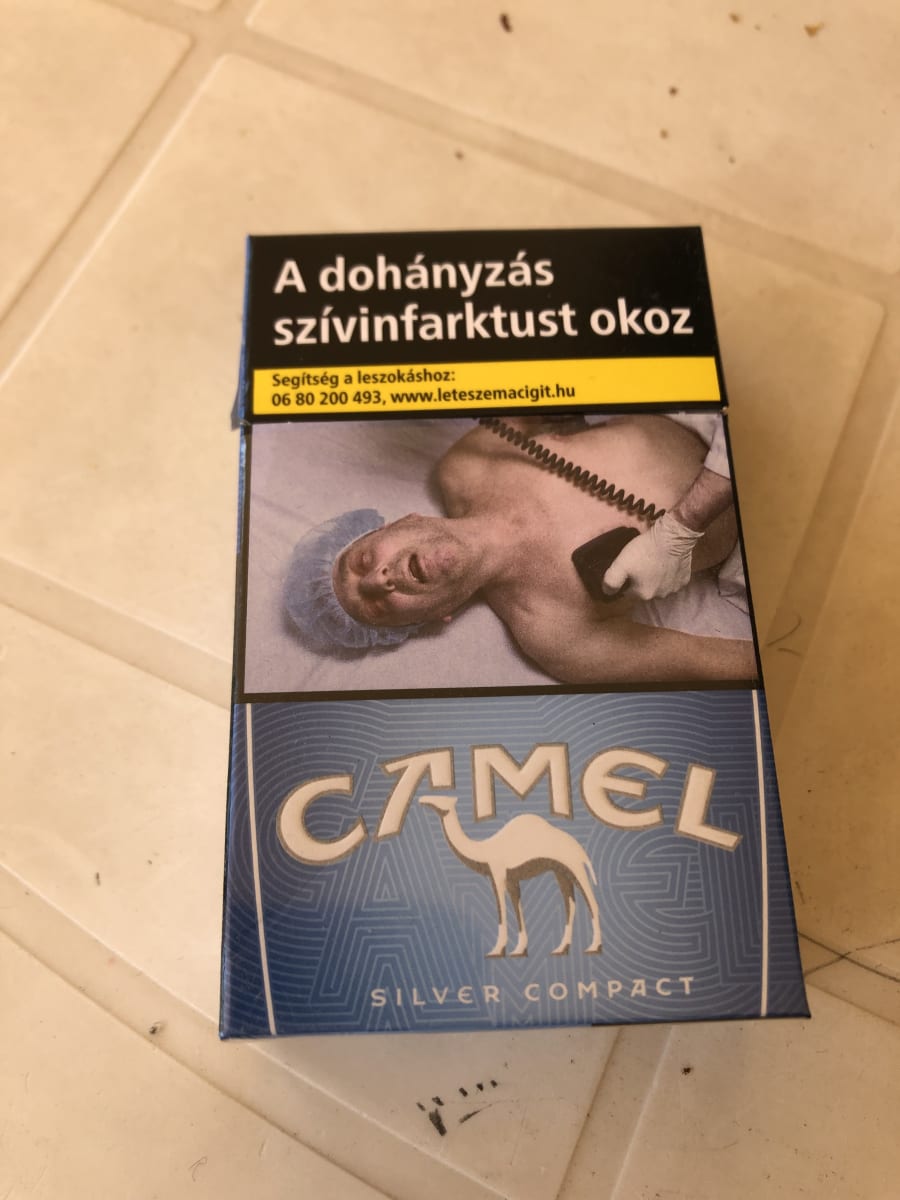 A dohányzás
szívinfarktust okoz
Segítség a leszokáshoz:
06 80 200 493, www.leteszemacigit.hu
CAMEL
SILVER COMPACT